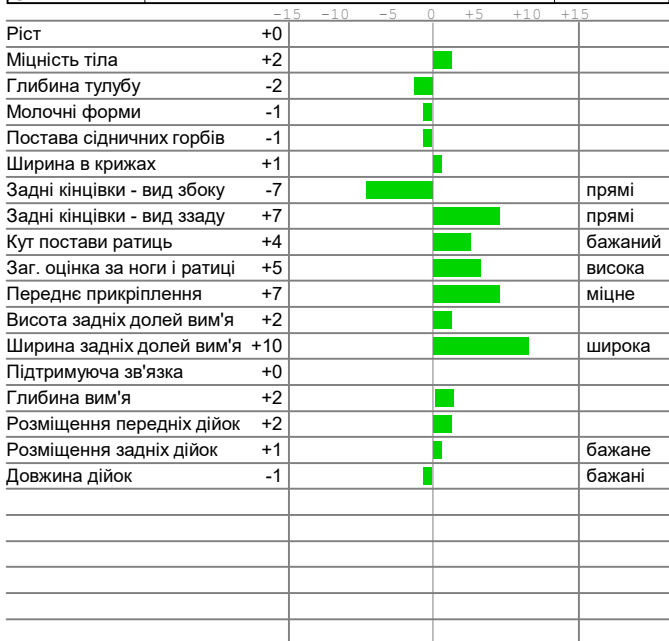 -15 -10 -5 0 +5 +10 +15
Ріст +0
Міцність тіла +2
Глибина тулубу -2
Молочні форми -1
Постава сідничних горбів -1
Ширина в крижах +1
Задні кінцівки - вид збоку -7 прямі
Задні кінцівки - вид ззаду +7 прямі
Кут постави ратиць +4 бажаний
Заг. оцінка за ноги і ратиці +5 висока
Переднє прикріплення +7 міцне
Висота задніх долей вим'я +2
Ширина задніх долей вим'я +10 широка
Підтримуюча зв'язка +0
Глибина вим'я +2
Розміщення передніх дійок +2
Розміщення задніх дійок +1 бажане
Довжина дійок -1 бажані